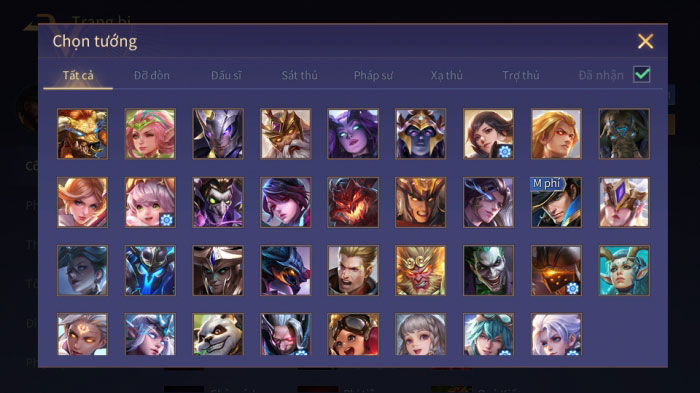 Trang bị
Chọn tướng
Tất cả
Đỡ đòn
Đấu sĩ
Sát thủ
Pháp sư
Xạ thủ
Trợ thủ
Đã nhận
M phí